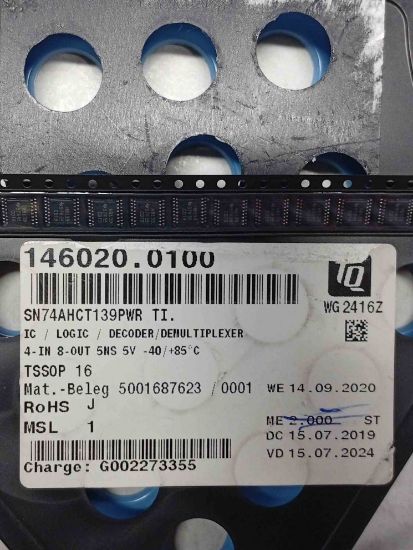 146020.0100
IQ
WG2416Z
SN74AHCT139PWR TI.
IC / LOGIC / DECODER/DEMULTIPLEXER
4-IN 8-OUT 5NS 5V -40/+85°C
TSSOP 16
Mat.-Beleg 5001687623 / 0001 WE 14.09.2020
RoHS J
ME 2.000 ST
MSL 1
DC 15.07.2019
VD 15.07.2024
Charge: G002273355